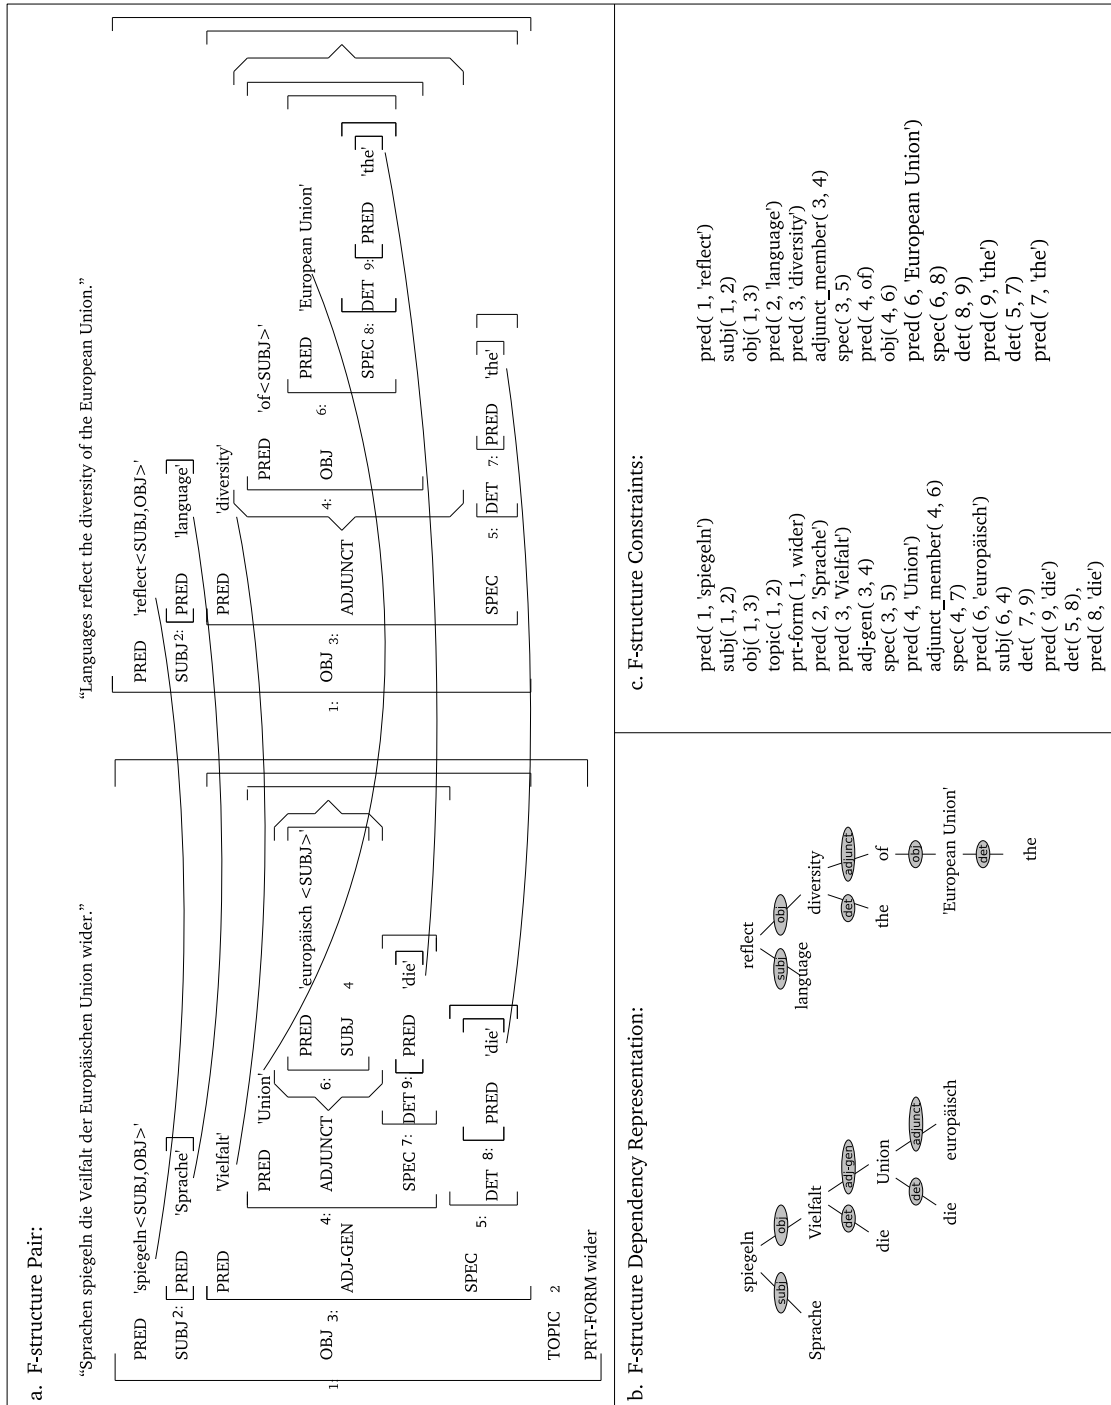 a. F-structure Pair:
“Sprachen spiegeln die Veilfalt der Europäischen Union wider.”
PRED 'spiegeln<SUBJ,OBJ>'
SUBJ 2: PRED 'Sprache'
PRED 'Vielfalt'
PRED 'Union'
PRED 'europäisch <SUBJ>'
1: OBJ 3: ADJ-GEN 4: ADJUNCT 6: SUBJ 4
SPEC 7: DET 9: PRED 'die'
SPEC 5: DET 8: PRED 'die'
TOPIC 2
PRT-FORM wider
“Languages reflect the diversity of the European Union.”
PRED 'reflect<SUBJ,OBJ>'
SUBJ 2: PRED 'language'
PRED 'diversity'
PRED 'of<SUBJ>'
PRED 'European Union'
1: OBJ 3: ADJUNCT 4: OBJ 6:
SPEC 8: DET 9: PRED 'the'
SPEC 5: DET 7: PRED 'the'
b. F-structure Dependency Representation:
spiegeln
subj obj
Sprache Vielfalt
det adj-gen
die Union
det adjunct
die europäisch
reflect
subj obj
language diversity
det adjunct
the of
obj
'European Union'
det
the
c. F-structure Constraints:
pred( 1, 'spiegeln')
subj( 1, 2)
obj( 1, 3)
topic( 1, 2)
prt-form( 1, wider)
pred( 2, 'Sprache')
pred( 3, 'Vielfalt')
adj-gen( 3, 4)
spec( 3, 5)
pred( 4, 'Union')
adjunct_member( 4, 6)
spec( 4, 7)
pred( 6, 'europäisch')
subj( 6, 4)
det( 7, 9)
pred( 9, 'die')
det( 5, 8),
pred( 8, 'die')
pred( 1, 'reflect')
subj( 1, 2)
obj( 1, 3)
pred( 2, 'language')
pred( 3, 'diversity')
adjunct_member( 3, 4)
spec( 3, 5)
pred( 4, of)
obj( 4, 6)
pred( 6, 'European Union')
spec( 6, 8)
det( 8, 9)
pred( 9, 'the')
det( 5, 7)
pred( 7, 'the')